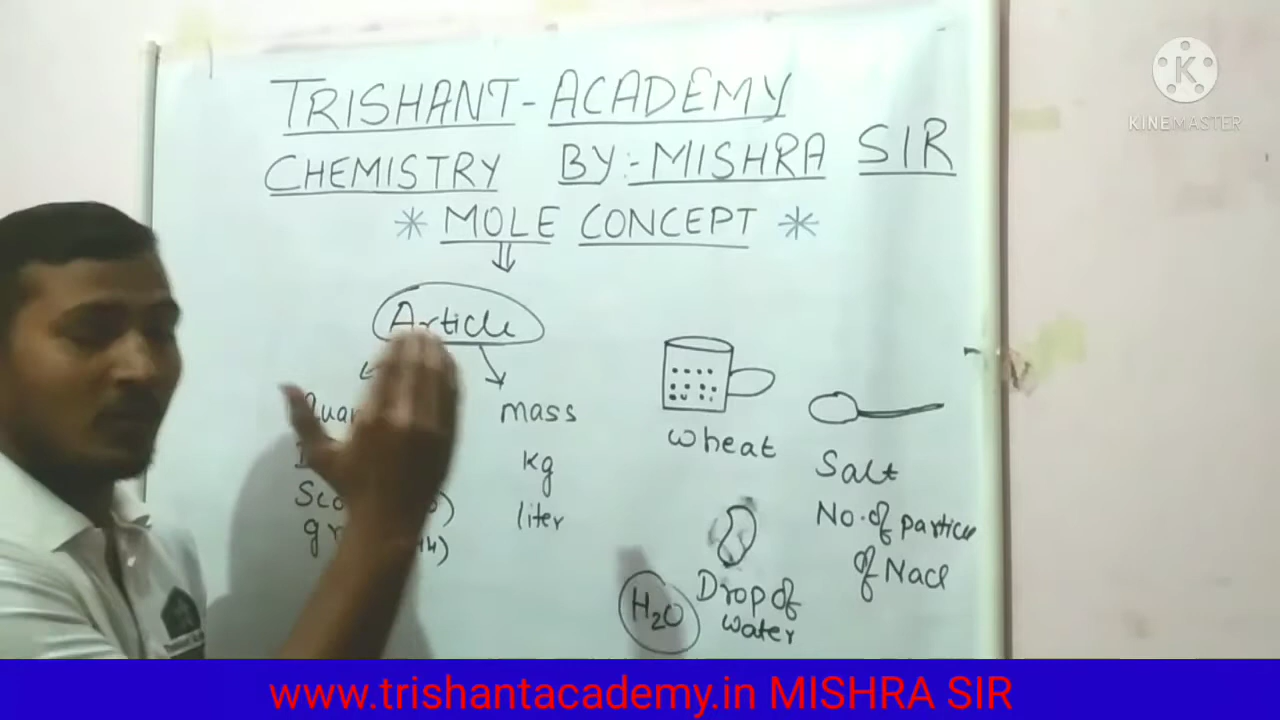 TRISHANT-ACADEMY
CHEMISTRY BY:-MISHRA SIR
* MOLE CONCEPT *
Article
mass
kg
liter
wheat
Salt
No. of particle
of Nacl
H2O
Drop of
water
KINEMASTER
www.trishantacademy.in MISHRA SIR